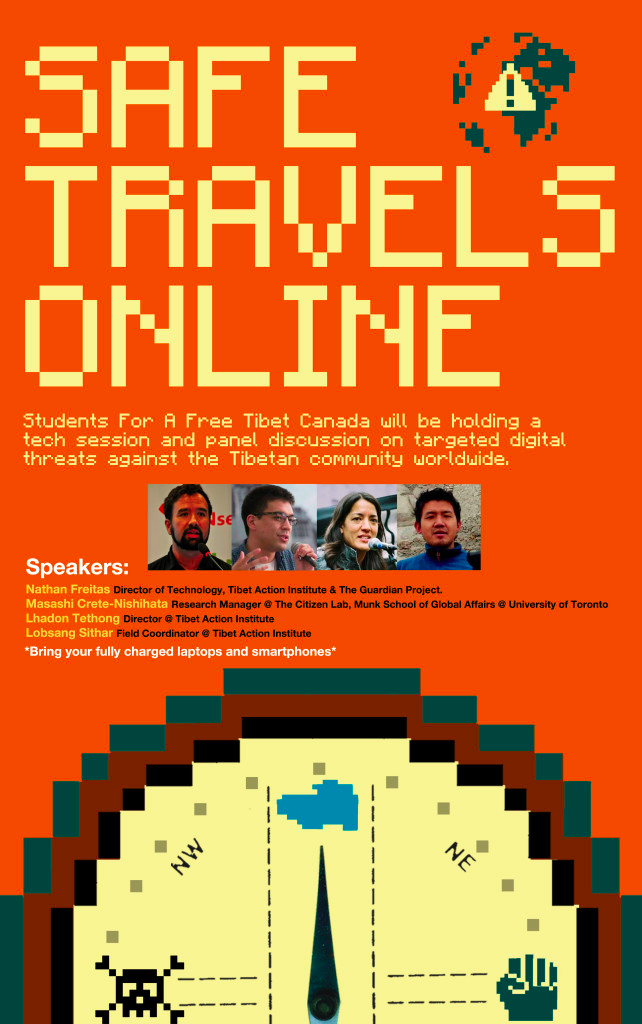 SAFE
TRAVELS
ONLINE
Students For A Free Tibet Canada will be holding a
tech session and panel discussion on targeted digital
threats against the Tibetan community worldwide.
Speakers:
Nathan Freitas Director of Technology, Tibet Action Institute & The Guardian Project.
Masashi Crete-Nishihata Research Manager @ The Citizen Lab, Munk School of Global Affairs @ University of Toronto
Lhadon Tethong Director @ Tibet Action Institute
Lobsang Sithar Field Coordinator @ Tibet Action Institute
*Bring your fully charged laptops and smartphones*
NW
NE